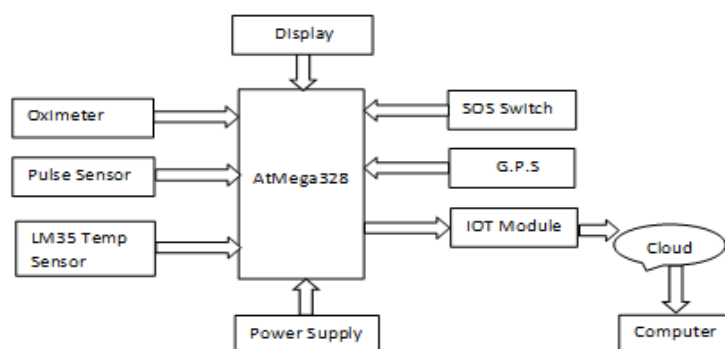 Display
Oximeter
SOS Switch
Pulse Sensor
AtMega328
G.P.S
LM35 Temp
Sensor
IOT Module
Cloud
Power Supply
Computer